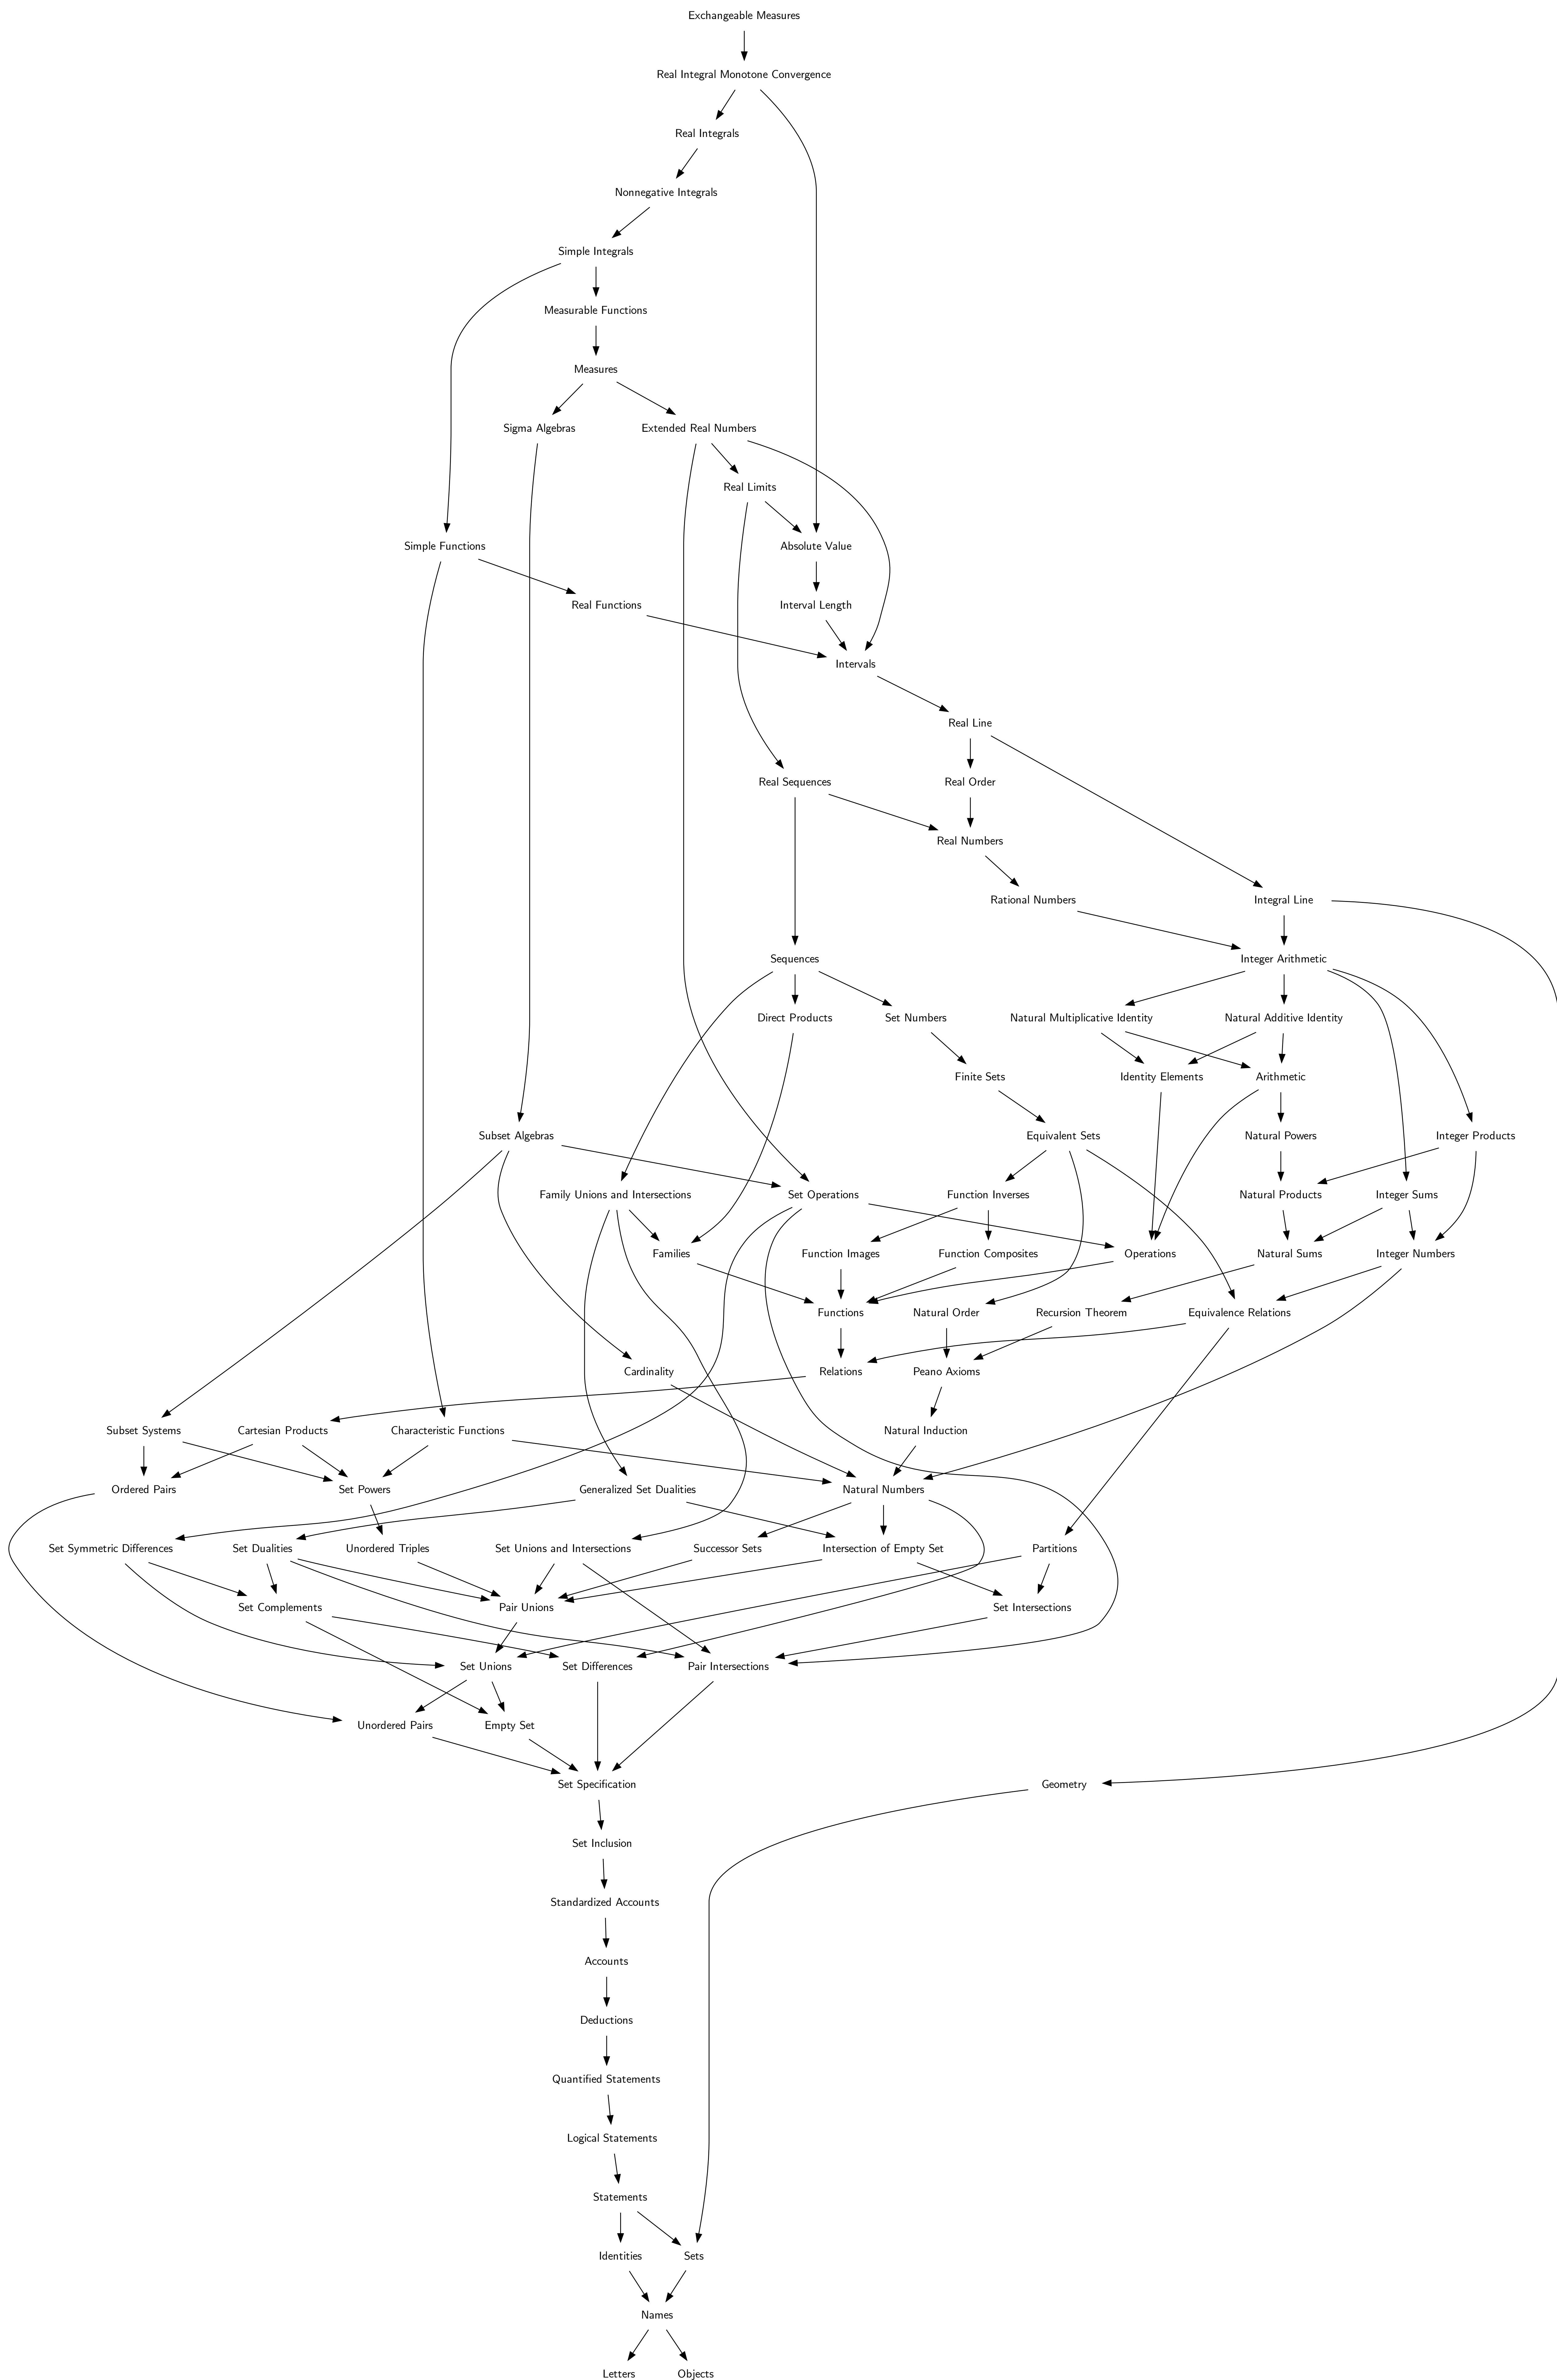 Exchangeable Measures
Real Integral Monotone Convergence
Real Integrals
Nonnegative Integrals
Simple Integrals
Measurable Functions
Measures
Sigma Algebras
Extended Real Numbers
Real Limits
Simple Functions
Absolute Value
Real Functions
Interval Length
Intervals
Real Line
Real Sequences
Real Order
Real Numbers
Rational Numbers
Integral Line
Sequences
Integer Arithmetic
Direct Products
Set Numbers
Natural Multiplicative Identity
Natural Additive Identity
Finite Sets
Identity Elements
Arithmetic
Subset Algebras
Equivalent Sets
Natural Powers
Integer Products
Family Unions and Intersections
Set Operations
Function Inverses
Natural Products
Integer Sums
Families
Function Images
Function Composites
Operations
Natural Sums
Integer Numbers
Functions
Natural Order
Recursion Theorem
Equivalence Relations
Cardinality
Relations
Peano Axioms
Subset Systems
Cartesian Products
Characteristic Functions
Natural Induction
Ordered Pairs
Set Powers
Generalized Set Dualities
Natural Numbers
Set Symmetric Differences
Set Dualities
Unordered Triples
Set Unions and Intersections
Successor Sets
Intersection of Empty Set
Partitions
Set Complements
Pair Unions
Set Intersections
Set Unions
Set Differences
Pair Intersections
Unordered Pairs
Empty Set
Set Specification
Geometry
Set Inclusion
Standardized Accounts
Accounts
Deductions
Quantified Statements
Logical Statements
Statements
Identities
Sets
Names
Letters
Objects